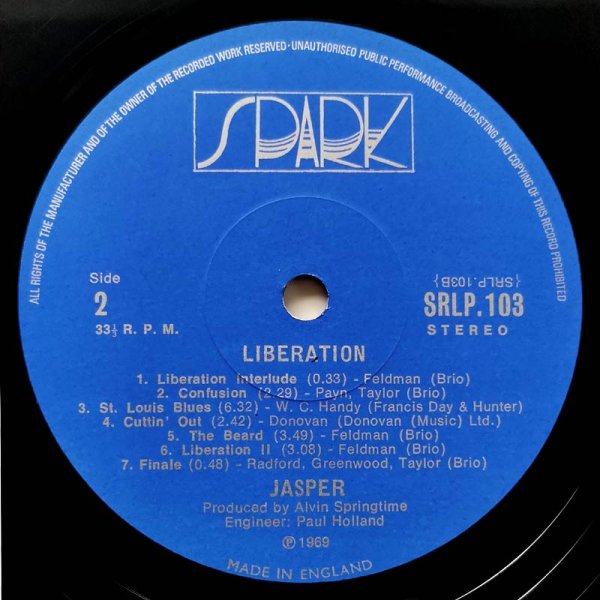 ALL RIGHTS OF THE MANUFACTURER AND OF THE OWNER OF THE RECORDED WORK RESERVED · UNAUTHORISED PUBLIC PERFORMANCE BROADCASTING AND COPYING OF THIS RECORD PROHIBITED
SPARK
Side
2
33⅓ R. P. M.
{SRLP.103B}
SRLP.103
STEREO
LIBERATION
1. Liberation Interlude (0.33) - Feldman (Brio)
2. Confusion (2.29) - Payn, Taylor (Brio)
3. St. Louis Blues (6.32) - W. C. Handy (Francis Day & Hunter)
4. Cuttin' Out (2.42) - Donovan (Donovan (Music) Ltd.)
5. The Beard (3.49) - Feldman (Brio)
6. Liberation II (3.08) - Feldman (Brio)
7. Finale (0.48) - Radford, Greenwood, Taylor (Brio)
JASPER
Produced by Alvin Springtime
Engineer: Paul Holland
℗ 1969
MADE IN ENGLAND